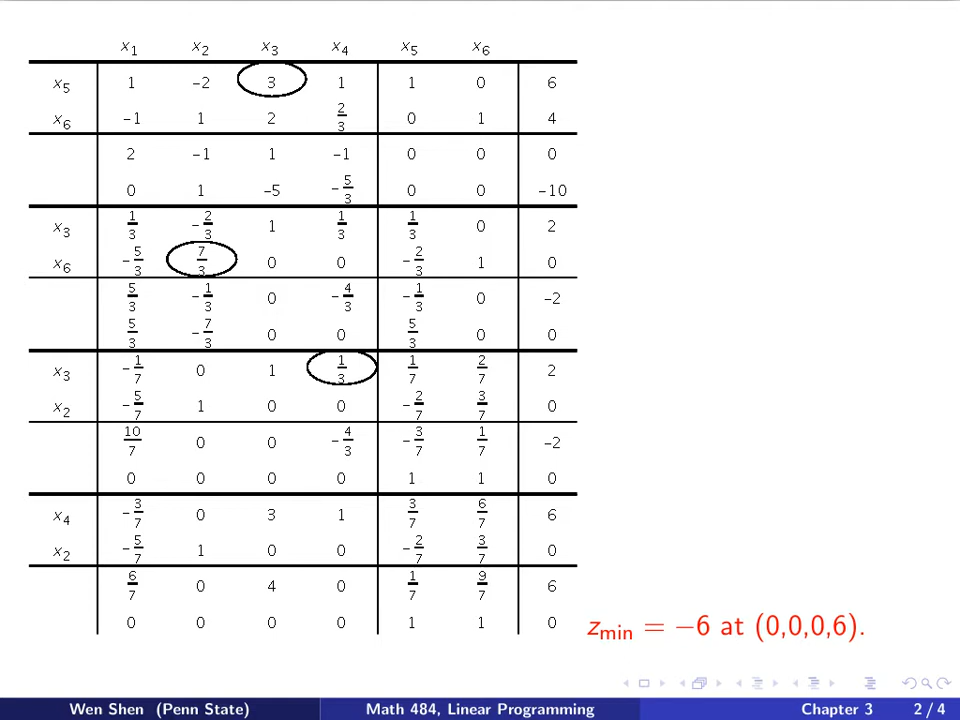 x₁ x₂ x₃ x₄ x₅ x₆
x₅ 1 –2 3 1 1 0 6
x₆ –1 1 2 2/3 0 1 4
2 –1 1 –1 0 0 0
0 1 –5 –5/3 0 0 –10
x₃ 1/3 –2/3 1 1/3 1/3 0 2
x₆ –5/3 7/3 0 0 –2/3 1 0
5/3 –1/3 0 –4/3 –1/3 0 –2
5/3 –7/3 0 0 5/3 0 0
x₃ –1/7 0 1 1/3 1/7 2/7 2
x₂ –5/7 1 0 0 –2/7 3/7 0
10/7 0 0 –4/3 –3/7 1/7 –2
0 0 0 0 1 1 0
x₄ –3/7 0 3 1 3/7 6/7 6
x₂ –5/7 1 0 0 –2/7 3/7 0
6/7 0 4 0 1/7 9/7 6
0 0 0 0 1 1 0
z_min = −6 at (0,0,0,6).
Wen Shen (Penn State) Math 484, Linear Programming Chapter 3 2 / 4